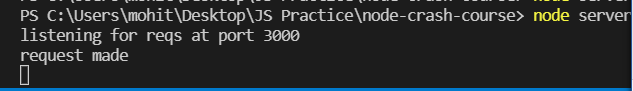 PS C:\Users\mohit\Desktop\JS Practice\node-crash-course> node server
listening for reqs at port 3000
request made